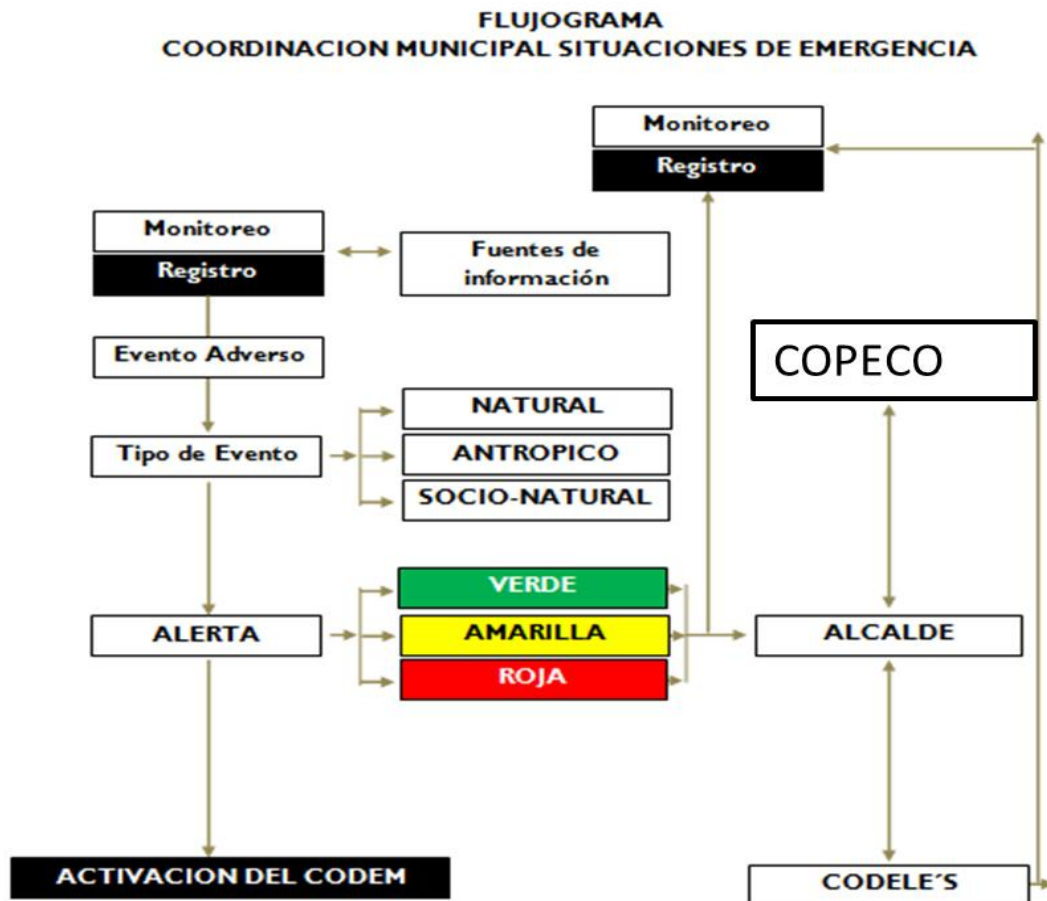 FLUJOGRAMA
COORDINACION MUNICIPAL SITUACIONES DE EMERGENCIA
Monitoreo
Registro
Monitoreo
Registro
Fuentes de
información
Evento Adverso
COPECO
Tipo de Evento
NATURAL
ANTROPICO
SOCIO-NATURAL
ALERTA
VERDE
AMARILLA
ROJA
ALCALDE
ACTIVACION DEL CODEM
CODELE´S